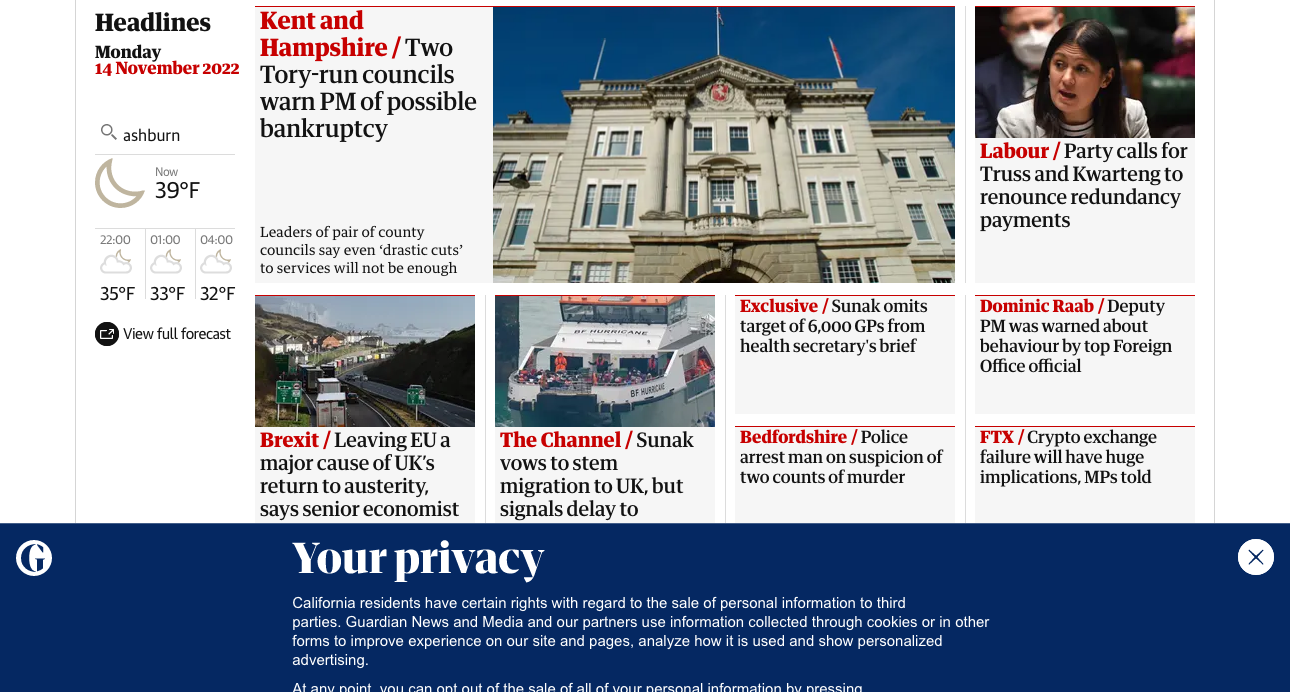 Headlines
Monday
14 November 2022
ashburn
Now
39°F
22:00
01:00
04:00
35°F
33°F
32°F
View full forecast
Kent and
Hampshire / Two
Tory-run councils
warn PM of possible
bankruptcy
Leaders of pair of county
councils say even ‘drastic cuts’
to services will not be enough
Labour / Party calls for
Truss and Kwarteng to
renounce redundancy
payments
Brexit / Leaving EU a
major cause of UK’s
return to austerity,
says senior economist
BF HURRICANE
BF HURRICANE
The Channel / Sunak
vows to stem
migration to UK, but
signals delay to
Exclusive / Sunak omits
target of 6,000 GPs from
health secretary's brief
Dominic Raab / Deputy
PM was warned about
behaviour by top Foreign
Office official
Bedfordshire / Police
arrest man on suspicion of
two counts of murder
FTX / Crypto exchange
failure will have huge
implications, MPs told
Your privacy
California residents have certain rights with regard to the sale of personal information to third
parties. Guardian News and Media and our partners use information collected through cookies or in other
forms to improve experience on our site and pages, analyze how it is used and show personalized
advertising.
At any point, you can opt out of the sale of all of your personal information by pressing